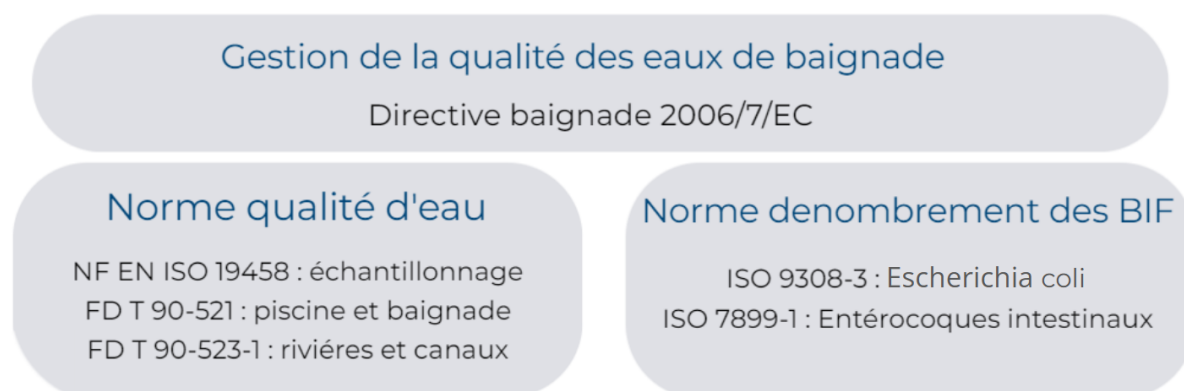 Gestion de la qualité des eaux de baignade
Directive baignade 2006/7/EC
Norme qualité d'eau
NF EN ISO 19458 : échantillonnage
FD T 90-521 : piscine et baignade
FD T 90-523-1 : riviéres et canaux
Norme denombrement des BIF
ISO 9308-3 : Escherichia coli
ISO 7899-1 : Entérocoques intestinaux